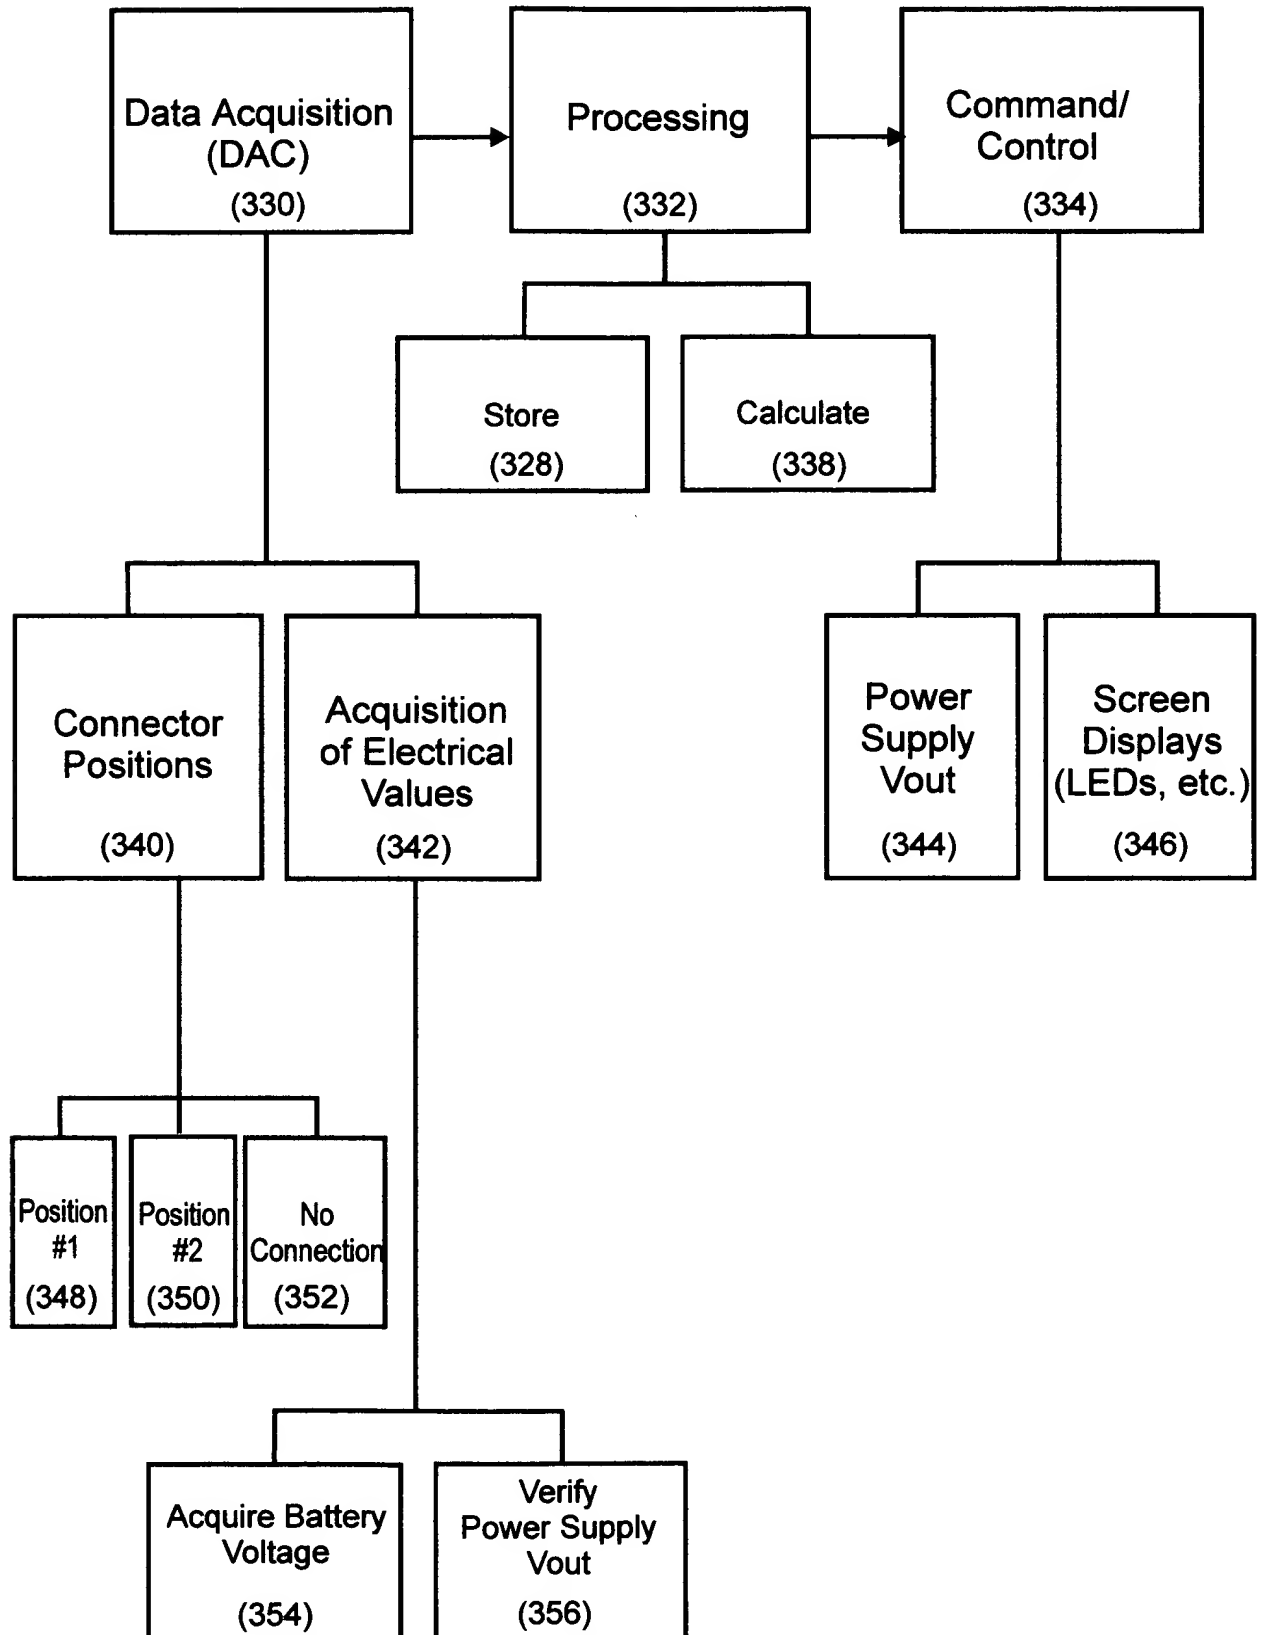 Data Acquisition
(DAC)
(330)
Processing
(332)
Command/
Control
(334)
Store
(328)
Calculate
(338)
Connector
Positions
(340)
Acquisition
of Electrical
Values
(342)
Power
Supply
Vout
(344)
Screen
Displays
(LEDs, etc.)
(346)
Position
#1
(348)
Position
#2
(350)
No
Connection
(352)
Acquire Battery
Voltage
(354)
Verify
Power Supply
Vout
(356)